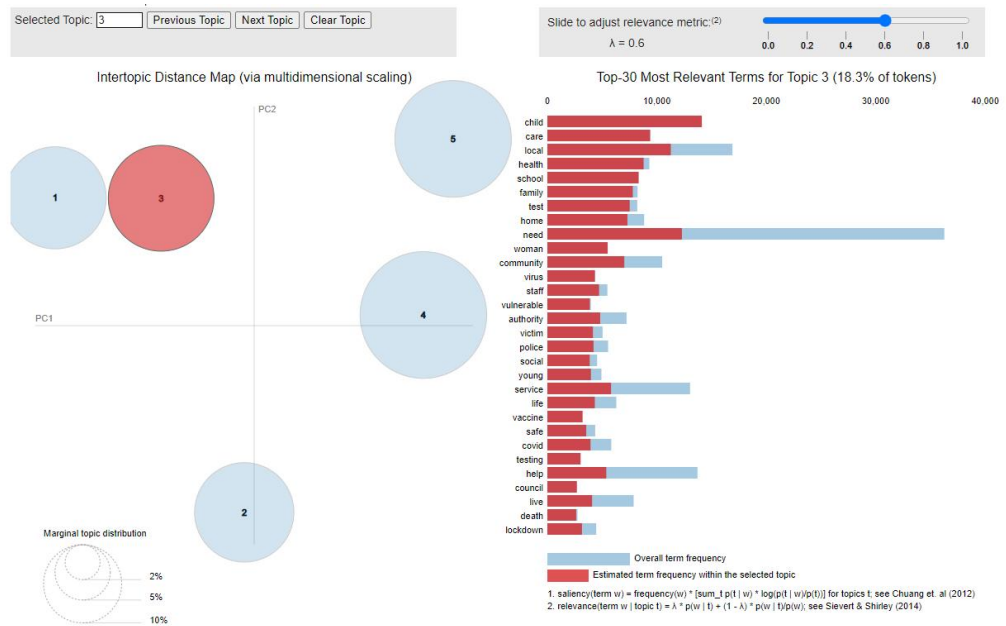 Selected Topic: 3 Previous Topic Next Topic Clear Topic
Slide to adjust relevance metric:(2)
λ = 0.6
0.0 0.2 0.4 0.6 0.8 1.0
Intertopic Distance Map (via multidimensional scaling)
PC2
PC1
1
3
5
4
2
Marginal topic distribution
2%
5%
10%
Top-30 Most Relevant Terms for Topic 3 (18.3% of tokens)
0 10,000 20,000 30,000 40,000
child
care
local
health
school
family
test
home
need
woman
community
virus
staff
vulnerable
authority
victim
police
social
young
service
life
vaccine
safe
covid
testing
help
council
live
death
lockdown
Overall term frequency
Estimated term frequency within the selected topic
1. saliency(term w) = frequency(w) * [sum_t p(t | w) * log(p(t | w)/p(t))] for topics t; see Chuang et. al (2012)
2. relevance(term w | topic t) = λ * p(w | t) + (1 - λ) * p(w | t)/p(w); see Sievert & Shirley (2014)